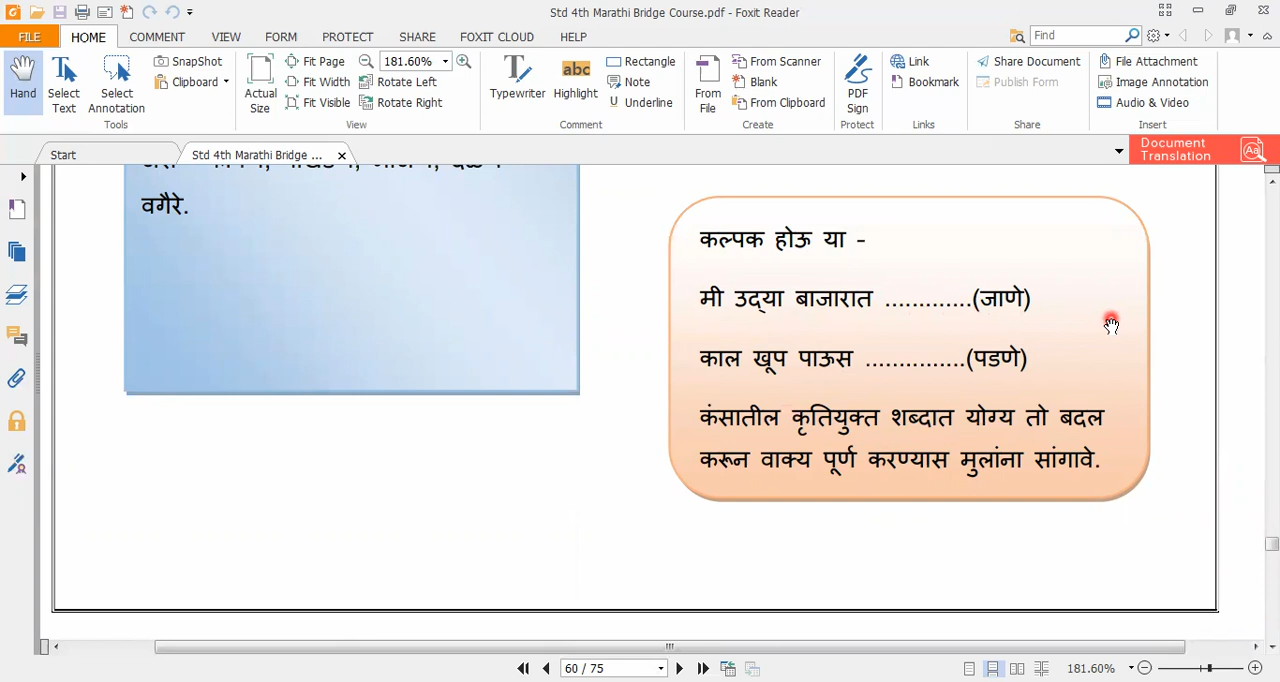 Std 4th Marathi Bridge Course.pdf - Foxit Reader
FILE HOME COMMENT VIEW FORM PROTECT SHARE FOXIT CLOUD HELP Find
SnapShot Fit Page 181.60% Rectangle Form Scanner Link Share Document File Attachment
Clipboard Fit Width Rotate Left Note Blank Bookmark Publish Form Image Annotation
Hand Select Text Select Annotation Actual Size Fit Visible Rotate Right Typewriter Highlight Underline From File From Clipboard PDF Sign Audio & Video
Tools View Comment Create Protect Links Share Insert
Start Std 4th Marathi Bridge ... Document Translation
वगैरे.
कल्पक होऊ या -
मी उद्‌या बाजारात .............(जाणे)
काल खूप पाऊस ...............(पडणे)
कंसातील कृतियुक्त शब्दात योग्य तो बदल
करून वाक्य पूर्ण करण्यास मुलांना सांगावे.
60 / 75 181.60%